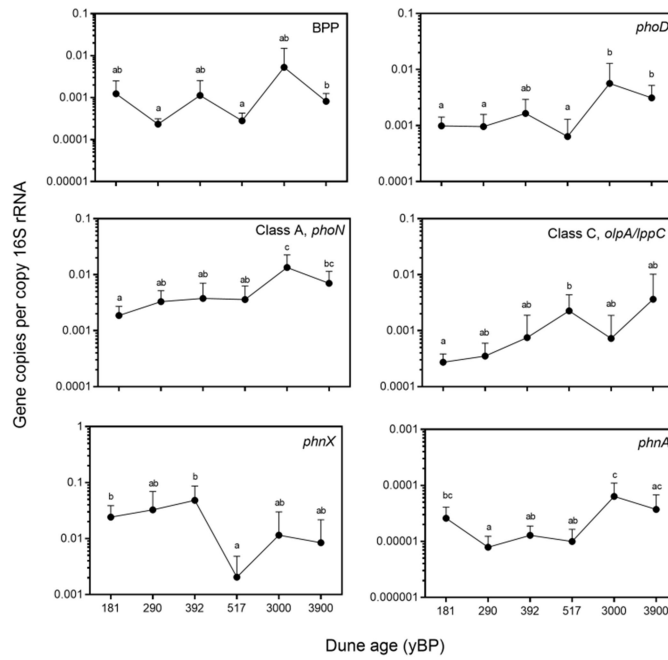 BPP
0.1
0.01
0.001
0.0001
0.00001
ab
a
ab
a
ab
b
phoD
0.1
0.01
0.001
0.0001
a
a
ab
a
b
b
Class A, phoN
0.1
0.01
0.001
0.0001
a
ab
ab
ab
c
bc
Class C, olpA/lppC
0.1
0.01
0.001
0.0001
a
ab
ab
b
ab
ab
phnX
1
0.1
0.01
0.001
b
ab
b
a
ab
ab
181
290
392
517
3000
3900
phnA
0.0001
0.00001
0.000001
bc
a
ab
ab
c
ac
181
290
392
517
3000
3900
Gene copies per copy 16S rRNA
Dune age (yBP)